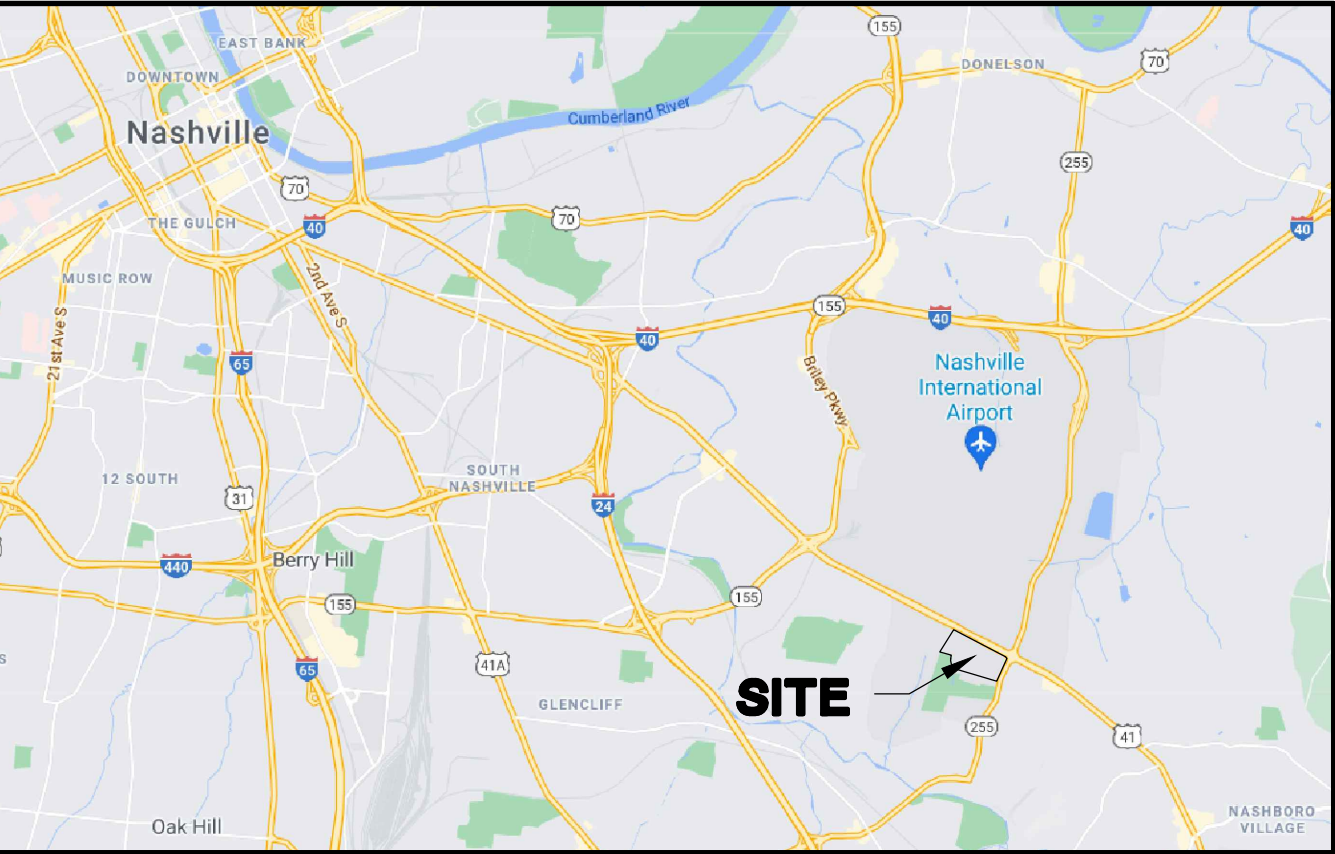 EAST BANK
155
DONELSON
70
DOWNTOWN
Cumberland River
Nashville
255
70
THE GULCH
40
70
40
MUSIC ROW
2nd Ave S
21st Ave S
155
40
40
65
Nashville
International
Airport
Briley Pkwy
12 SOUTH
SOUTH
NASHVILLE
31
24
440
Berry Hill
155
155
S
41A
65
SITE
GLENCLIFF
255
41
Oak Hill
NASHBORO
VILLAGE